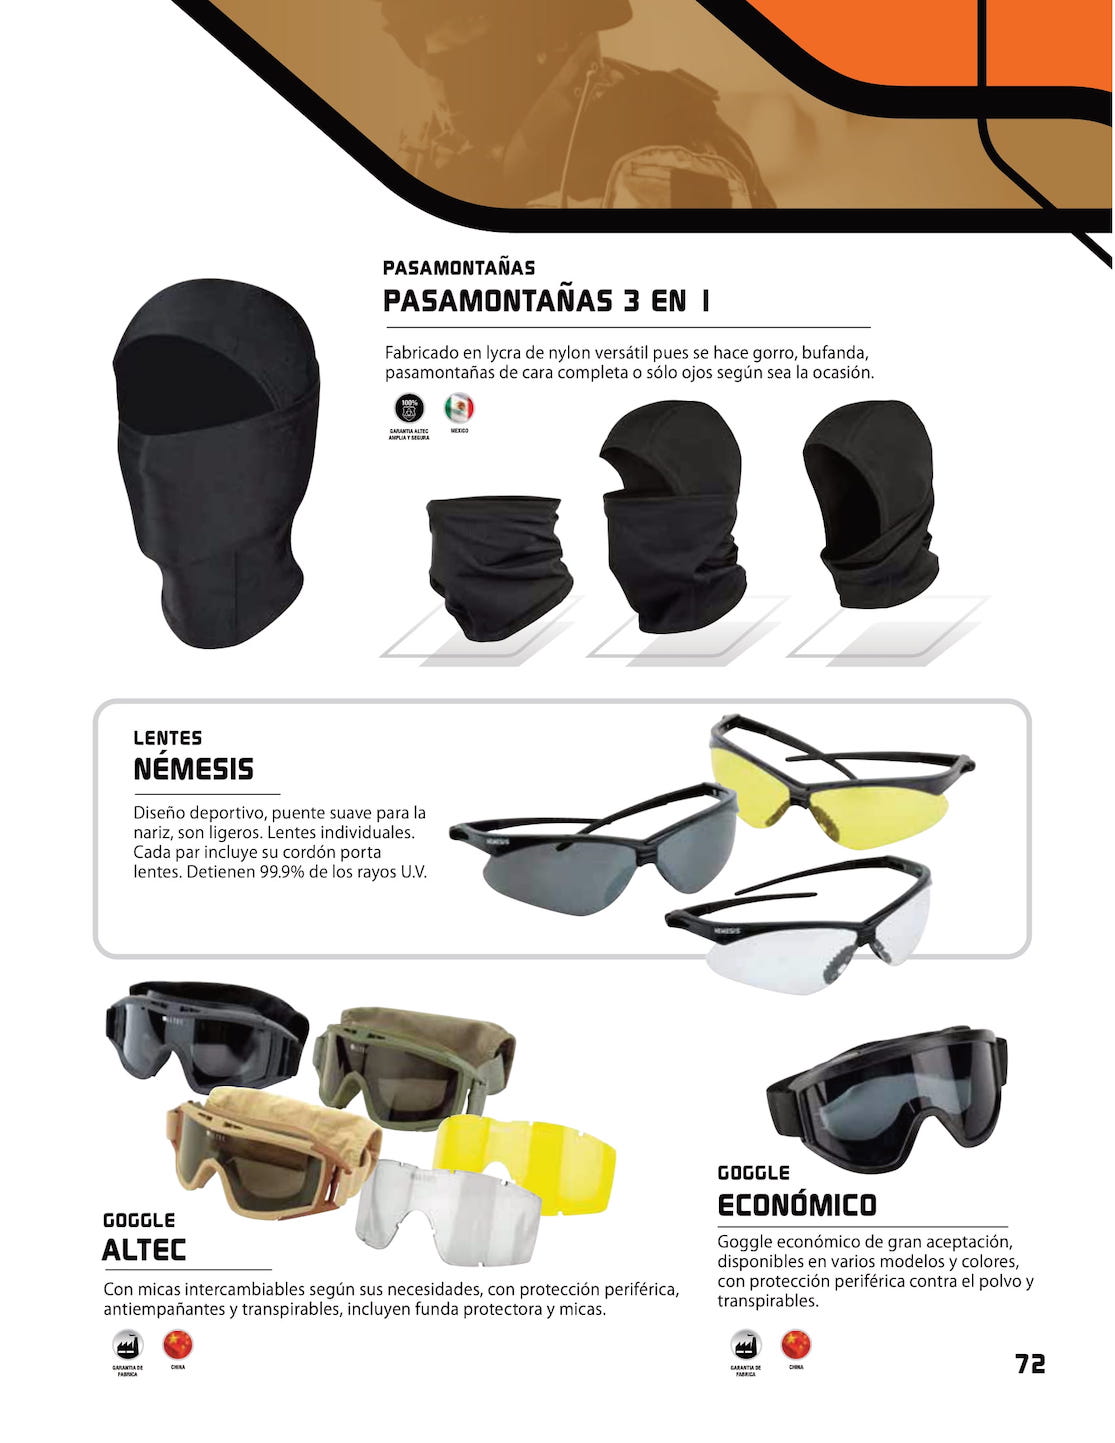 PASAMONTAÑAS
PASAMONTAÑAS 3 EN 1
Fabricado en lycra de nylon versátil pues se hace gorro, bufanda,
pasamontañas de cara completa o sólo ojos según sea la ocasión.
100%
GARANTIA ALTEC
AMPLIA Y SEGURA
MEXICO
LENTES
NÉMESIS
Diseño deportivo, puente suave para la
nariz, son ligeros. Lentes individuales.
Cada par incluye su cordón porta
lentes. Detienen 99.9% de los rayos U.V.
NEMESIS
NEMESIS
ALTEC
GOGGLE
ALTEC
Con micas intercambiables según sus necesidades, con protección periférica,
antiempañantes y transpirables, incluyen funda protectora y micas.
GARANTIA DE
FABRICA
CHINA
GOGGLE
ECONÓMICO
Goggle económico de gran aceptación,
disponibles en varios modelos y colores,
con protección periférica contra el polvo y
transpirables.
GARANTIA DE
FABRICA
CHINA
72